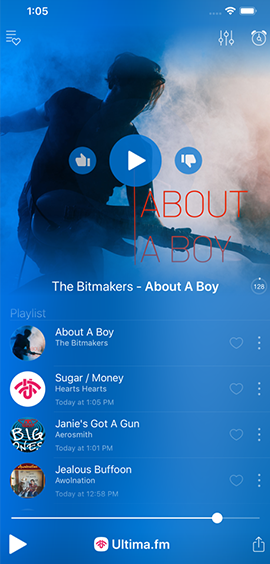 1:05
ABOUT
A BOY
The Bitmakers - About A Boy
128
Playlist
About A Boy
The Bitmakers
Sugar / Money
Hearts Hearts
Today at 1:05 PM
BIG
ONES
Janie's Got A Gun
Aerosmith
Today at 1:01 PM
Jealous Buffoon
Awolnation
Today at 12:58 PM
Ultima.fm